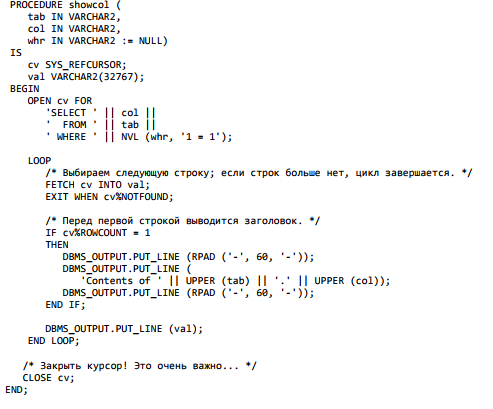 PROCEDURE showcol (
   tab IN VARCHAR2,
   col IN VARCHAR2,
   whr IN VARCHAR2 := NULL)
IS
   cv SYS_REFCURSOR;
   val VARCHAR2(32767);
BEGIN
   OPEN cv FOR
      'SELECT ' || col ||
      '  FROM ' || tab ||
      ' WHERE ' || NVL (whr, '1 = 1');

   LOOP
      /* Выбираем следующую строку; если строк больше нет, цикл завершается. */
      FETCH cv INTO val;
      EXIT WHEN cv%NOTFOUND;

      /* Перед первой строкой выводится заголовок. */
      IF cv%ROWCOUNT = 1
      THEN
         DBMS_OUTPUT.PUT_LINE (RPAD ('-', 60, '-'));
         DBMS_OUTPUT.PUT_LINE (
            'Contents of ' || UPPER (tab) || '.' || UPPER (col));
         DBMS_OUTPUT.PUT_LINE (RPAD ('-', 60, '-'));
      END IF;

      DBMS_OUTPUT.PUT_LINE (val);
   END LOOP;

   /* Закрыть курсор! Это очень важно... */
   CLOSE cv;
END;